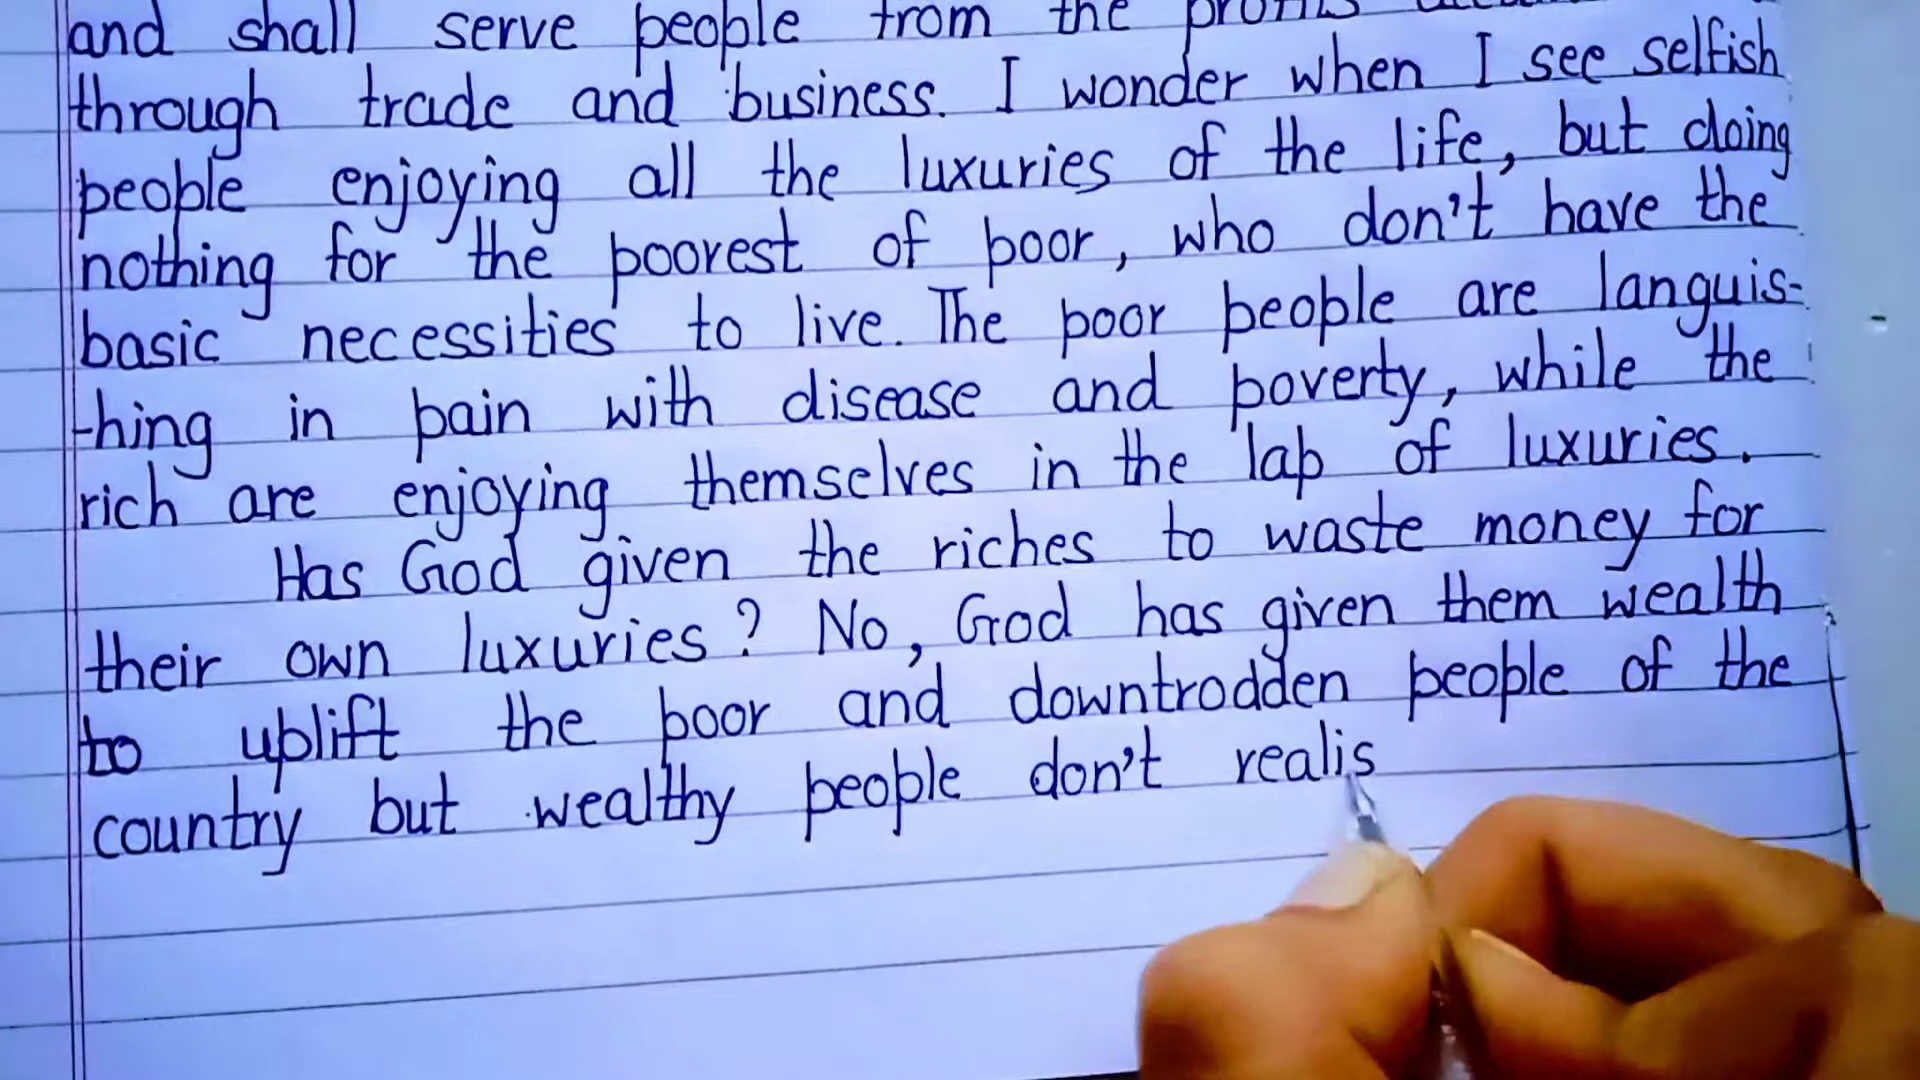 and shall serve people from the profits
through trade and business. I wonder when I see selfish
people enjoying all the luxuries of the life, but doing
nothing for the poorest of poor, who don't have the
basic necessities to live. The poor people are languis-
-hing in pain with disease and poverty, while the
rich are enjoying themselves in the lap of luxuries.
Has God given the riches to waste money for
their own luxuries? No, God has given them wealth
to uplift the poor and downtrodden people of the
country but wealthy people don't realis